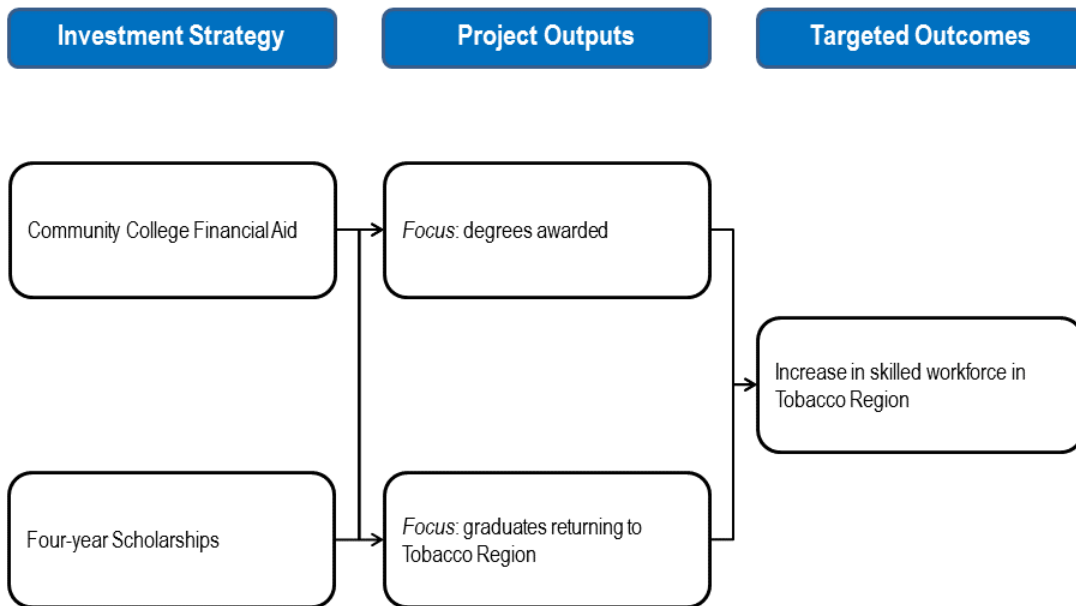 Investment Strategy
Project Outputs
Targeted Outcomes
Community College Financial Aid
Focus: degrees awarded
Increase in skilled workforce in
Tobacco Region
Four-year Scholarships
Focus: graduates returning to
Tobacco Region